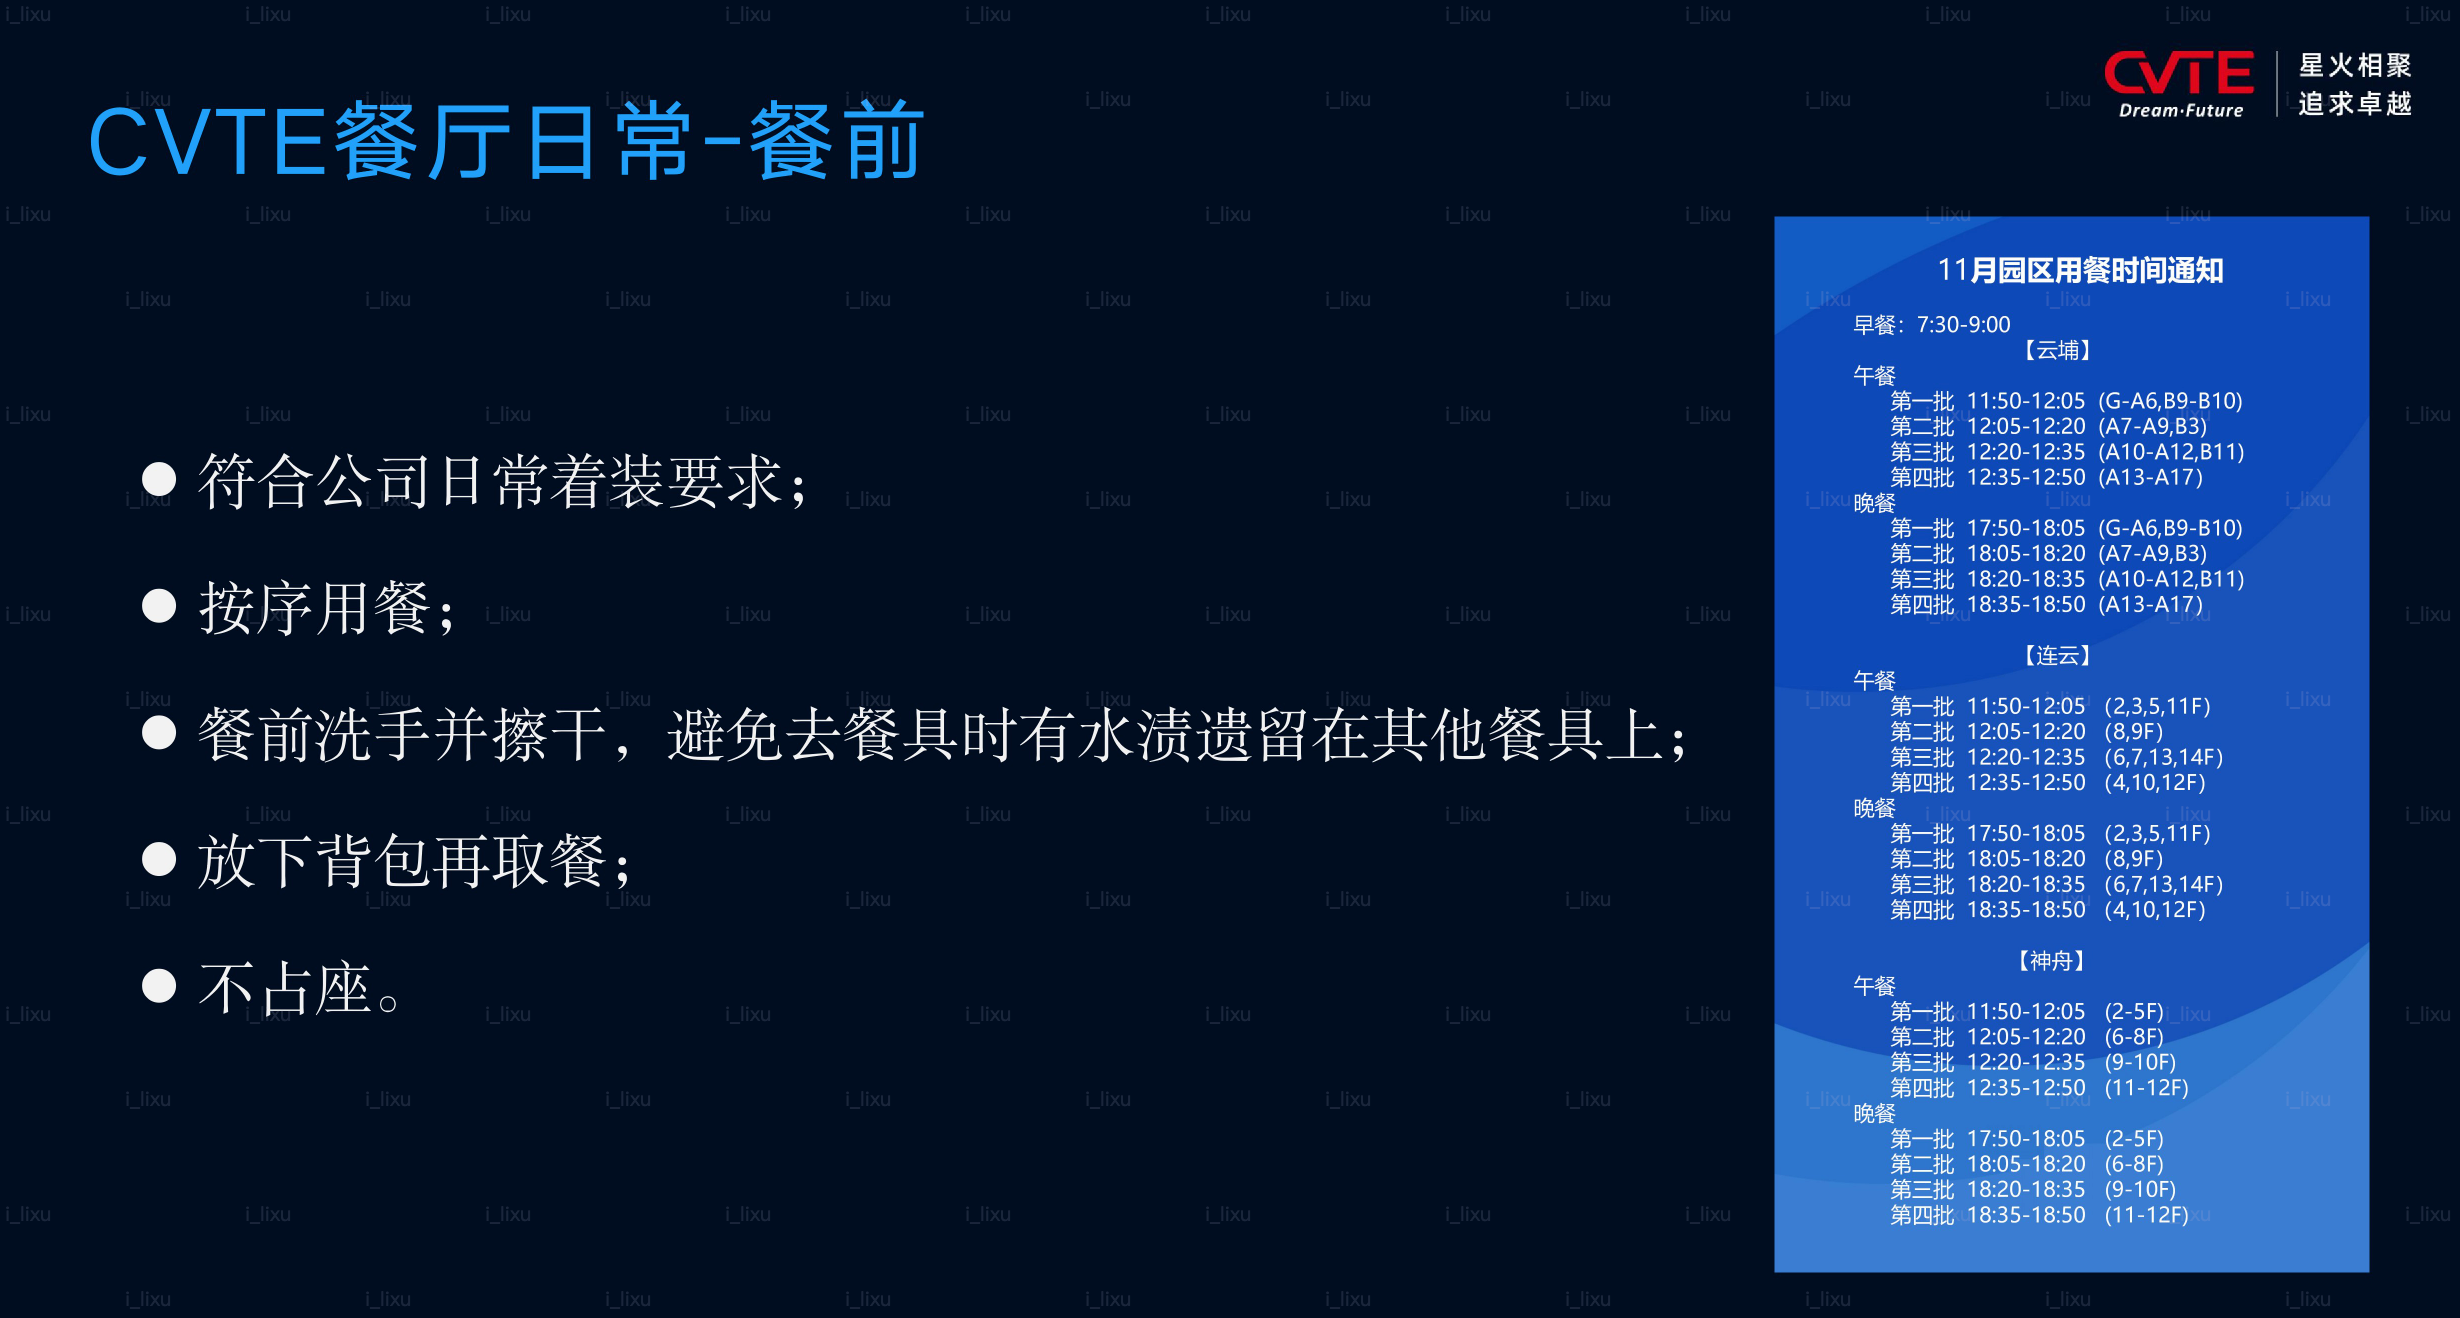 CVTE餐厅日常-餐前
CVTE
Dream·Future
星火相聚
追求卓越
符合公司日常着装要求；
按序用餐；
餐前洗手并擦干，避免去餐具时有水渍遗留在其他餐具上；
放下背包再取餐；
不占座。
11月园区用餐时间通知
早餐：7:30-9:00
【云埔】
午餐
第一批 11:50-12:05 (G-A6,B9-B10)
第二批 12:05-12:20 (A7-A9,B3)
第三批 12:20-12:35 (A10-A12,B11)
第四批 12:35-12:50 (A13-A17)
晚餐
第一批 17:50-18:05 (G-A6,B9-B10)
第二批 18:05-18:20 (A7-A9,B3)
第三批 18:20-18:35 (A10-A12,B11)
第四批 18:35-18:50 (A13-A17)
【连云】
午餐
第一批 11:50-12:05 (2,3,5,11F)
第二批 12:05-12:20 (8,9F)
第三批 12:20-12:35 (6,7,13,14F)
第四批 12:35-12:50 (4,10,12F)
晚餐
第一批 17:50-18:05 (2,3,5,11F)
第二批 18:05-18:20 (8,9F)
第三批 18:20-18:35 (6,7,13,14F)
第四批 18:35-18:50 (4,10,12F)
【神舟】
午餐
第一批 11:50-12:05 (2-5F)
第二批 12:05-12:20 (6-8F)
第三批 12:20-12:35 (9-10F)
第四批 12:35-12:50 (11-12F)
晚餐
第一批 17:50-18:05 (2-5F)
第二批 18:05-18:20 (6-8F)
第三批 18:20-18:35 (9-10F)
第四批 18:35-18:50 (11-12F)
i_lixu